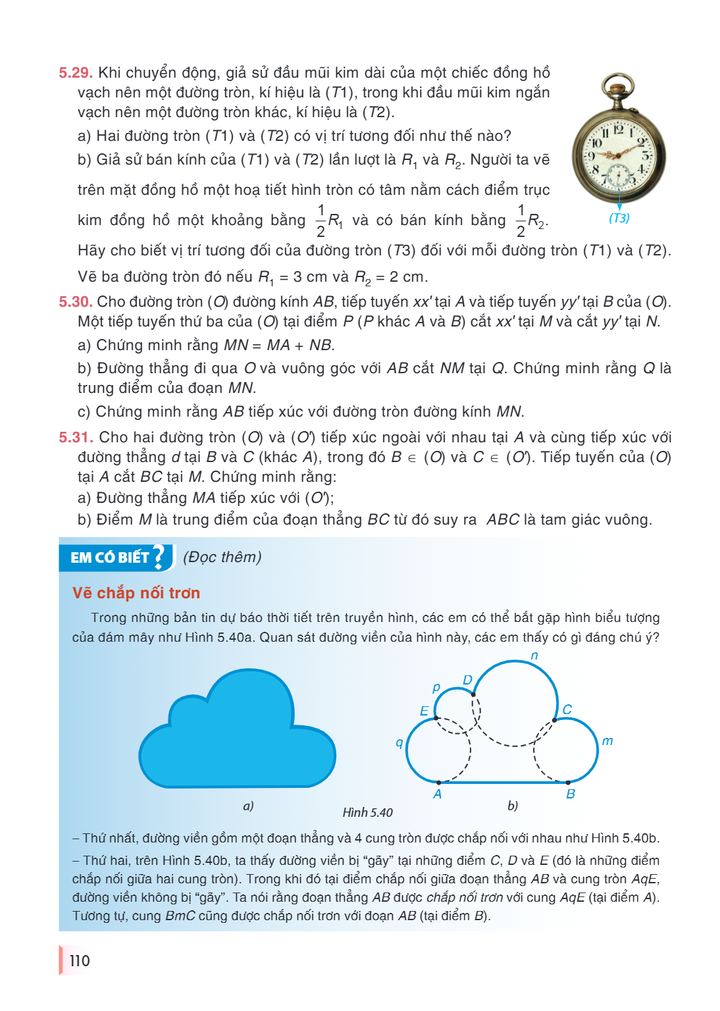 5.29. Khi chuyển động, giả sử đầu mũi kim dài của một chiếc đồng hồ
vạch nên một đường tròn, kí hiệu là (T1), trong khi đầu mũi kim ngắn
vạch nên một đường tròn khác, kí hiệu là (T2).
a) Hai đường tròn (T1) và (T2) có vị trí tương đối như thế nào?
b) Giả sử bán kính của (T1) và (T2) lần lượt là R₁ và R₂. Người ta vẽ
trên mặt đồng hồ một hoạ tiết hình tròn có tâm nằm cách điểm trục
kim đồng hồ một khoảng bằng 1/2 R₁ và có bán kính bằng 1/2 R₂.
(T3)
Hãy cho biết vị trí tương đối của đường tròn (T3) đối với mỗi đường tròn (T1) và (T2).
Vẽ ba đường tròn đó nếu R₁ = 3 cm và R₂ = 2 cm.
5.30. Cho đường tròn (O) đường kính AB, tiếp tuyến xx' tại A và tiếp tuyến yy' tại B của (O).
Một tiếp tuyến thứ ba của (O) tại điểm P (P khác A và B) cắt xx' tại M và cắt yy' tại N.
a) Chứng minh rằng MN = MA + NB.
b) Đường thẳng đi qua O và vuông góc với AB cắt NM tại Q. Chứng minh rằng Q là
trung điểm của đoạn MN.
c) Chứng minh rằng AB tiếp xúc với đường tròn đường kính MN.
5.31. Cho hai đường tròn (O) và (O') tiếp xúc ngoài với nhau tại A và cùng tiếp xúc với
đường thẳng d tại B và C (khác A), trong đó B ∈ (O) và C ∈ (O'). Tiếp tuyến của (O)
tại A cắt BC tại M. Chứng minh rằng:
a) Đường thẳng MA tiếp xúc với (O');
b) Điểm M là trung điểm của đoạn thẳng BC từ đó suy ra ABC là tam giác vuông.
EM CÓ BIẾT? (Đọc thêm)
Vẽ chắp nối trơn
Trong những bản tin dự báo thời tiết trên truyền hình, các em có thể bắt gặp hình biểu tượng
của đám mây như Hình 5.40a. Quan sát đường viền của hình này, các em thấy có gì đáng chú ý?
n
p D
E C
q m
A B
a) Hình 5.40 b)
– Thứ nhất, đường viền gồm một đoạn thẳng và 4 cung tròn được chắp nối với nhau như Hình 5.40b.
– Thứ hai, trên Hình 5.40b, ta thấy đường viền bị “gãy” tại những điểm C, D và E (đó là những điểm
chắp nối giữa hai cung tròn). Trong khi đó tại điểm chắp nối giữa đoạn thẳng AB và cung tròn AqE,
đường viền không bị “gãy”. Ta nói rằng đoạn thẳng AB được chắp nối trơn với cung AqE (tại điểm A).
Tương tự, cung BmC cũng được chắp nối trơn với đoạn AB (tại điểm B).
110